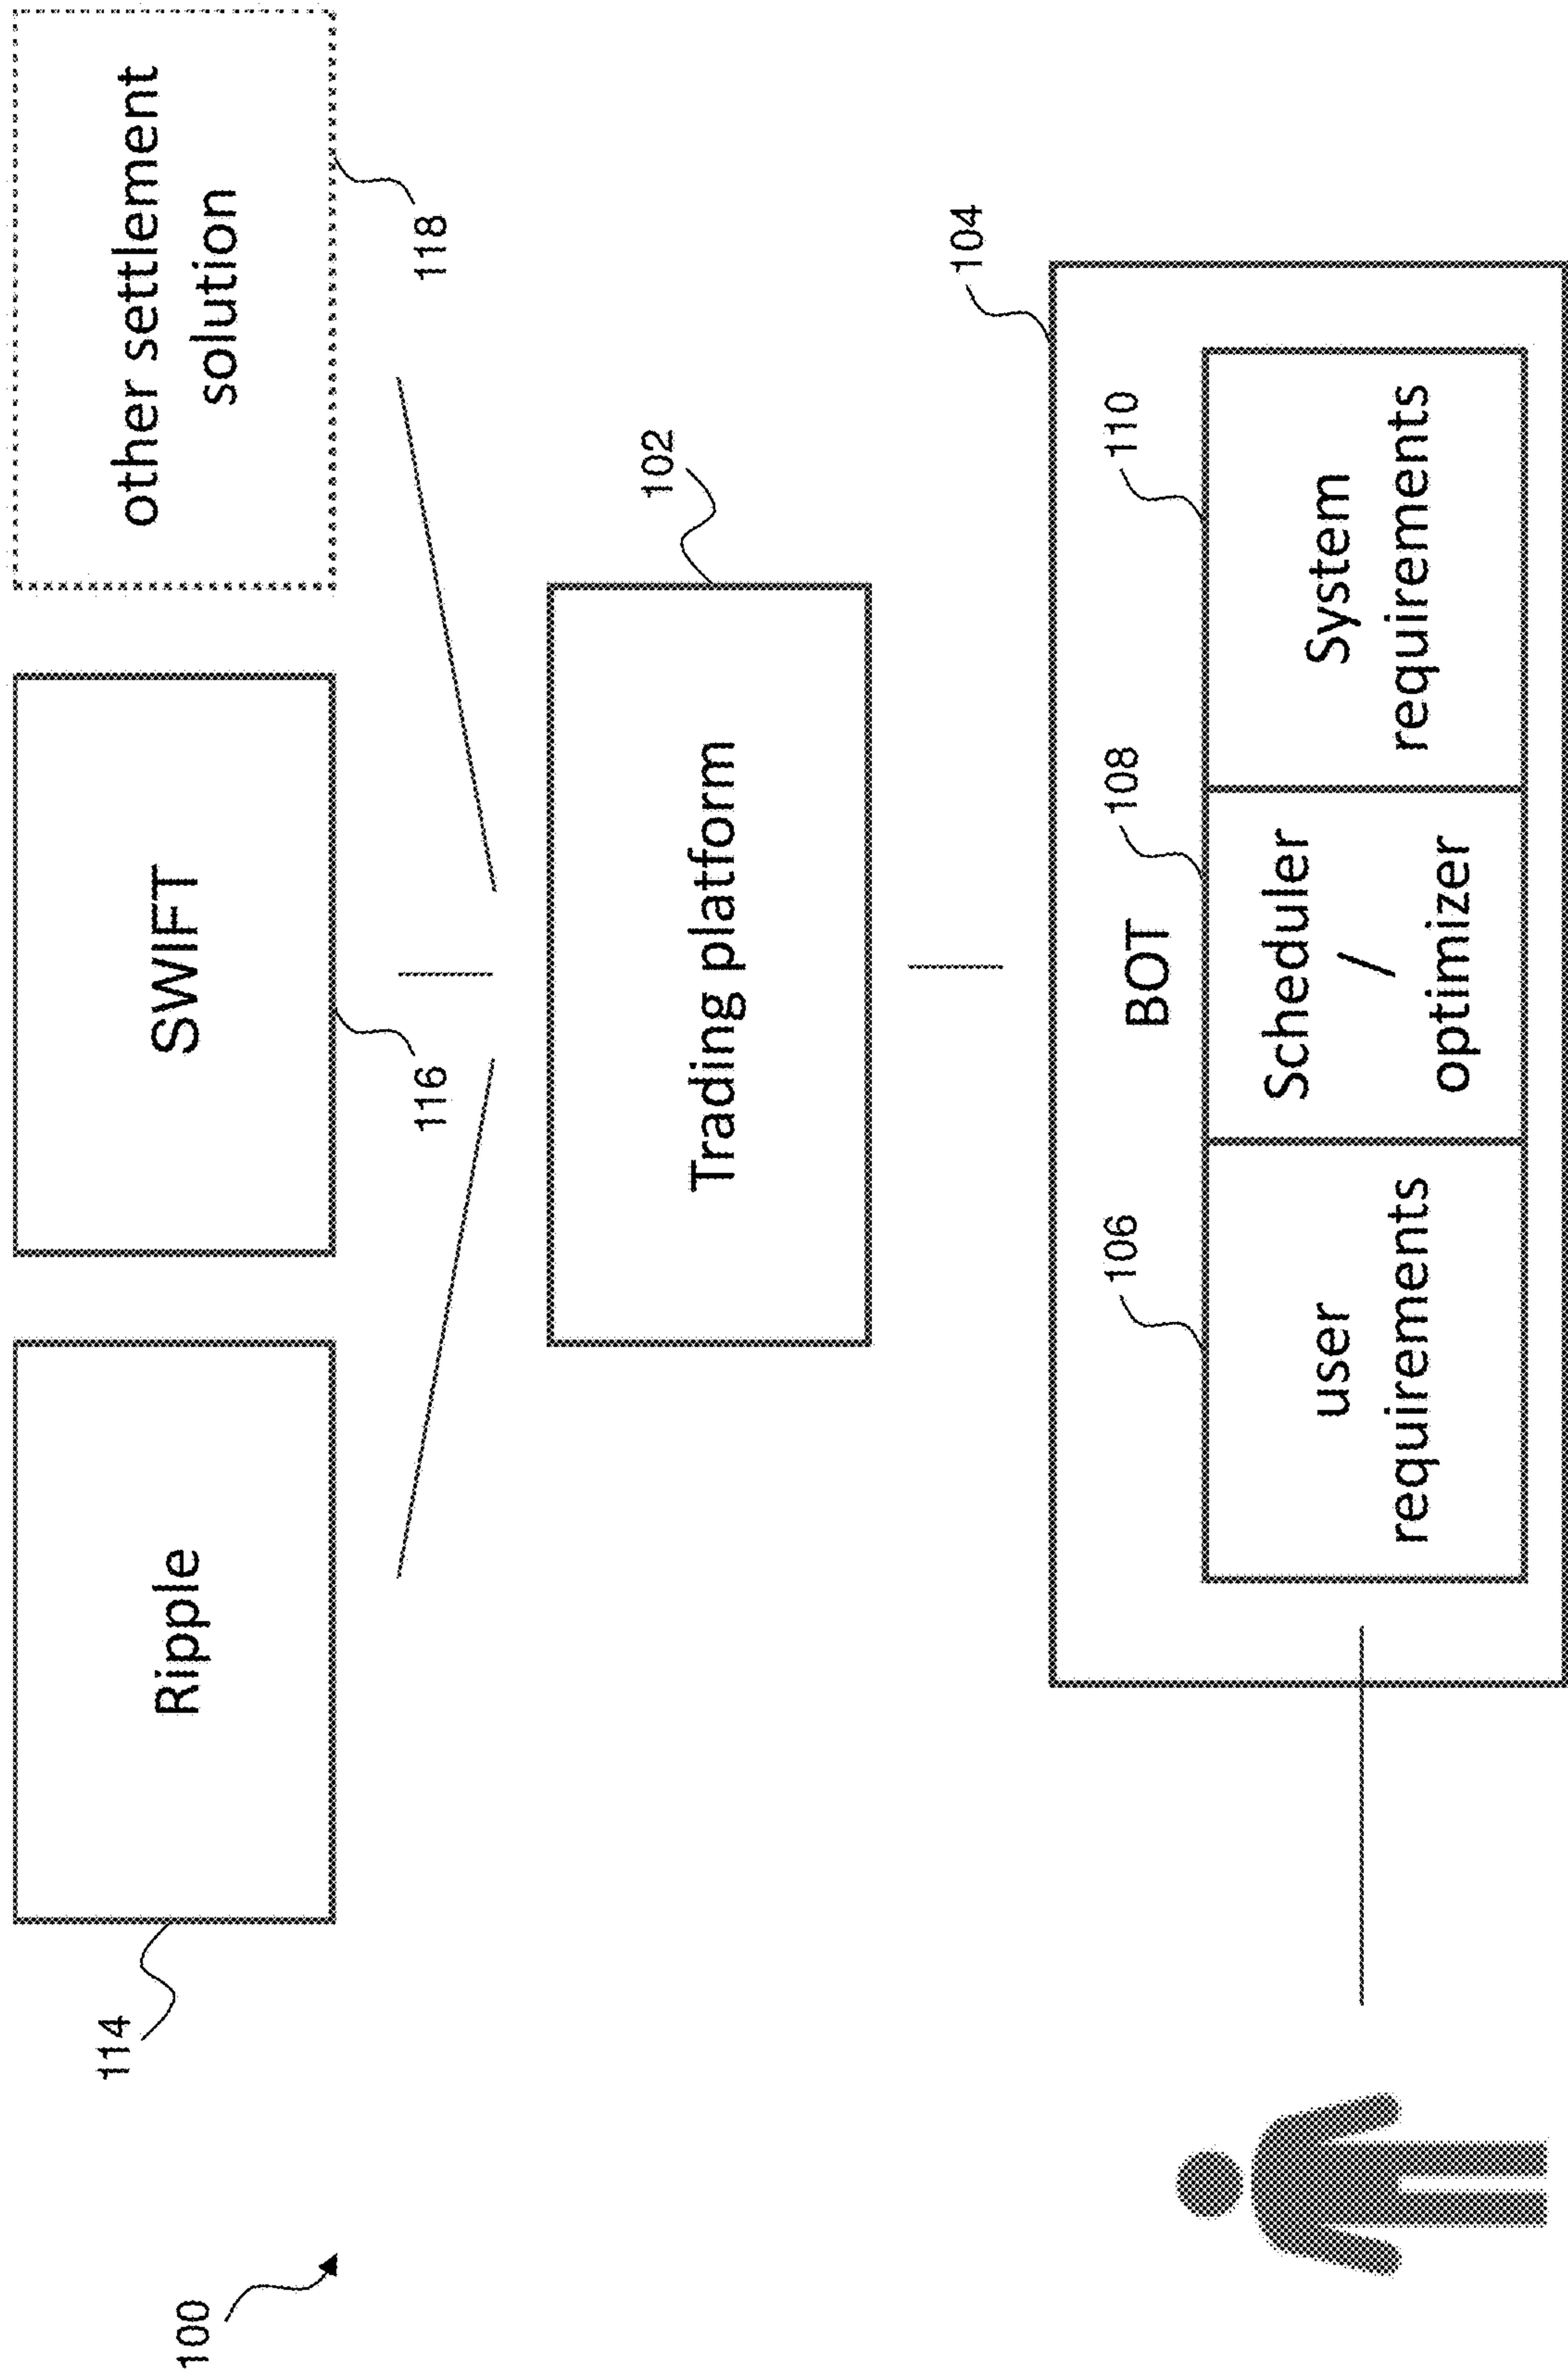 Ripple
SWIFT
other settlement
solution
114
116
118
100
Trading platform
102
104
BOT
106
108
110
user
requirements
Scheduler
/
optimizer
System
requirements